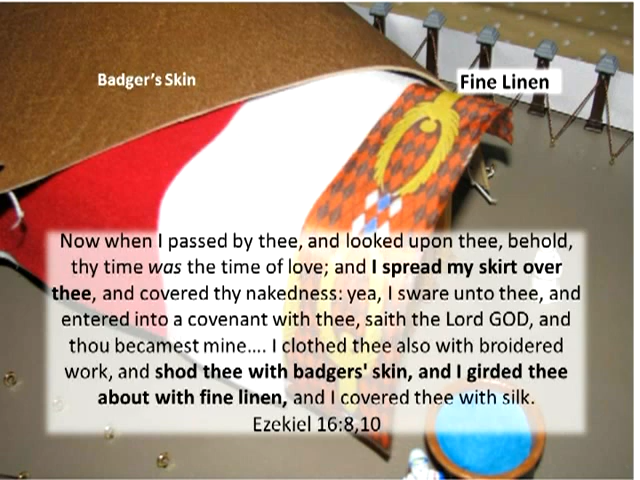 Badger's Skin
Fine Linen
Now when I passed by thee, and looked upon thee, behold,
thy time was the time of love; and I spread my skirt over
thee, and covered thy nakedness: yea, I sware unto thee, and
entered into a covenant with thee, saith the Lord GOD, and
thou becamest mine.... I clothed thee also with broidered
work, and shod thee with badgers' skin, and I girded thee
about with fine linen, and I covered thee with silk.
Ezekiel 16:8,10